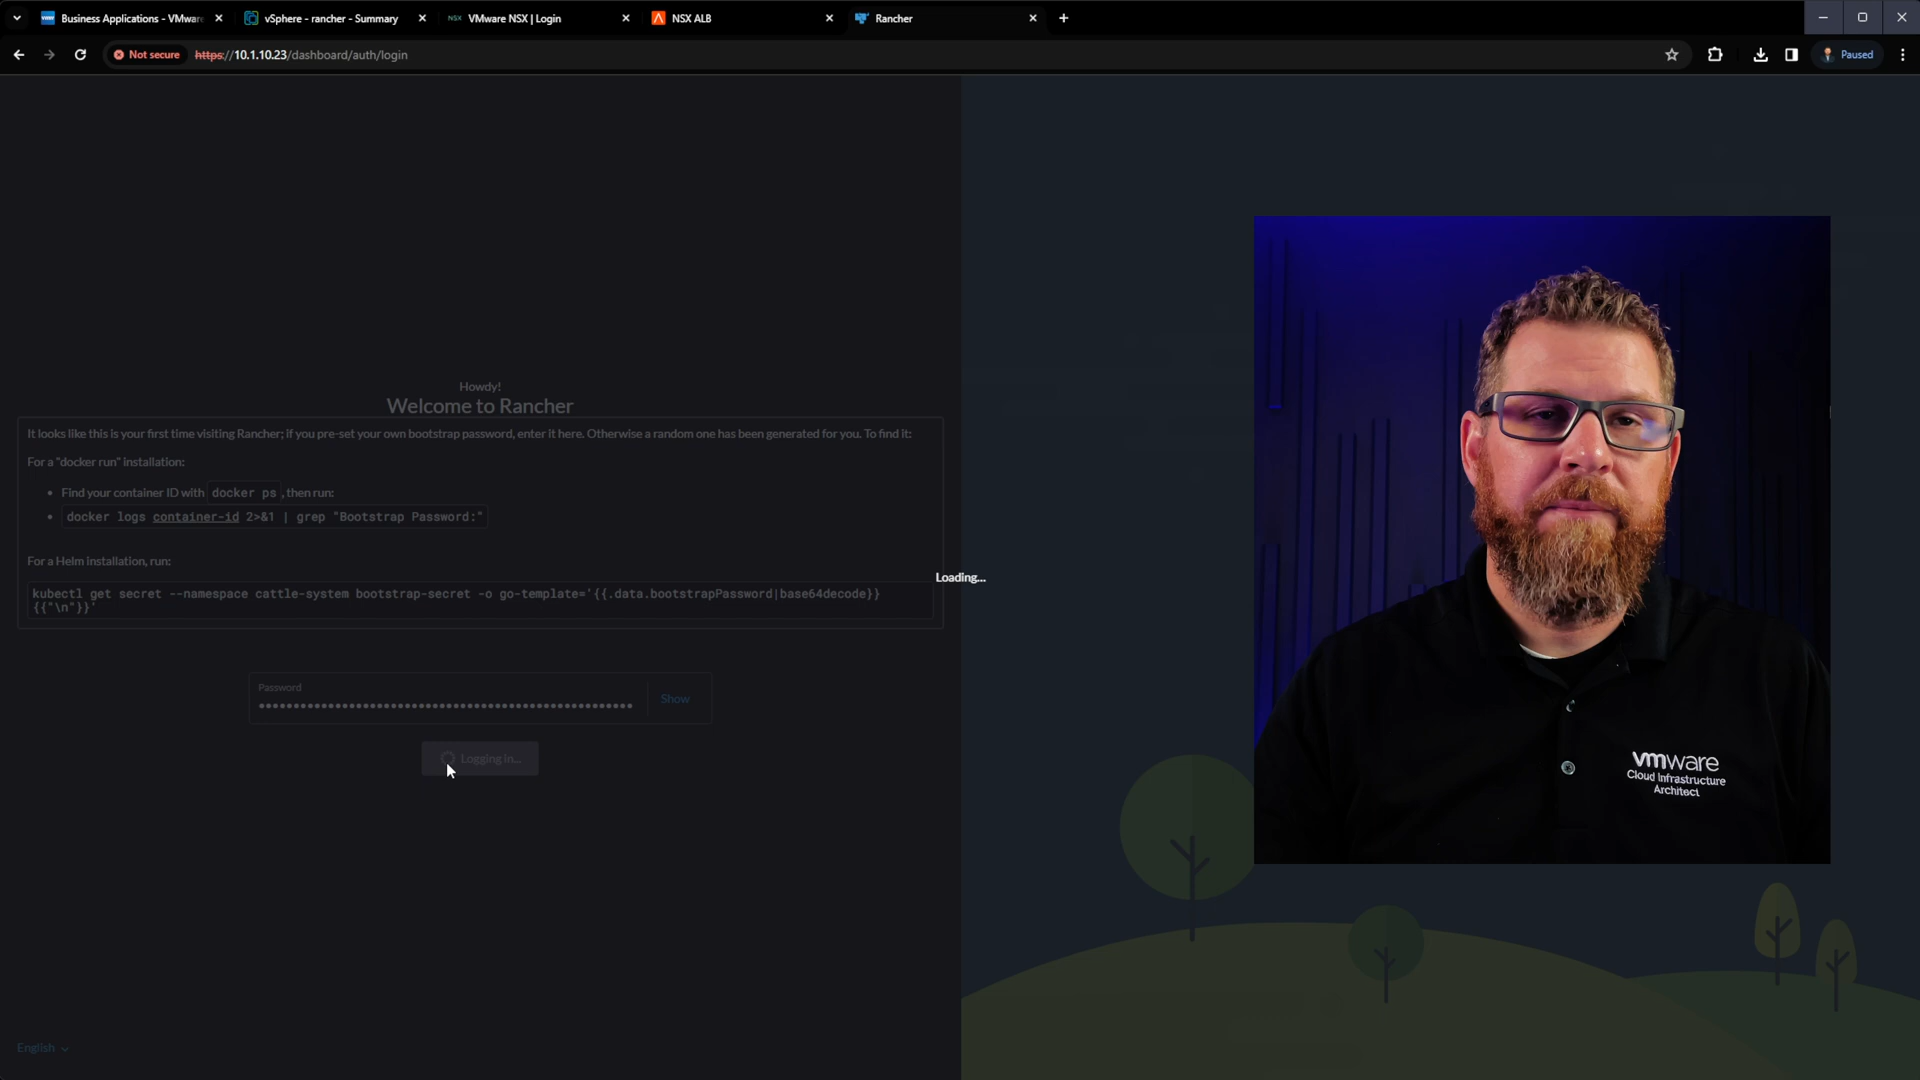 Business Applications - VMware
vSphere - rancher - Summary
NSX
VMware NSX | Login
NSX ALB
Rancher
Not secure
https://10.1.10.23/dashboard/auth/login
Paused
Howdy!
Welcome to Rancher
It looks like this is your first time visiting Rancher; if you pre-set your own bootstrap password, enter it here. Otherwise a random one has been generated for you. To find it:
For a "docker run" installation:
• Find your container ID with docker ps, then run:
• docker logs container-id 2>&1 | grep "Bootstrap Password:"
For a Helm installation, run:
kubectl get secret --namespace cattle-system bootstrap-secret -o go-template='{{.data.bootstrapPassword|base64decode}}
{{"\n"}}'
Loading...
Password
Show
Logging in...
English
vmware
Cloud Infrastructure
Architect